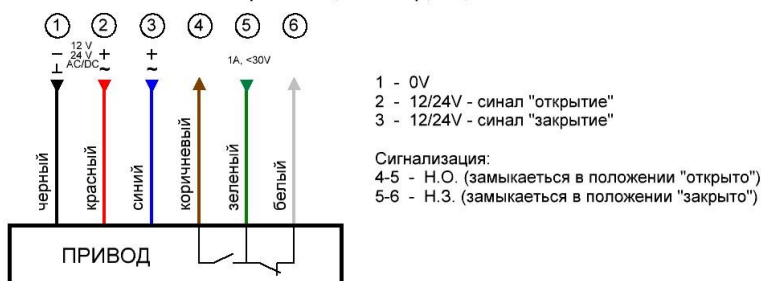 1 2 3 4 5 6
12 V
24 V
AC/DC
− + +
⊥ ~ ~
1A, <30V
черный
красный
синий
коричневый
зеленый
белый
ПРИВОД
1 - 0V
2 - 12/24V - синал "открытие"
3 - 12/24V - синал "закрытие"
Сигнализация:
4-5 - Н.О. (замыкаеться в положении "открыто")
5-6 - Н.З. (замыкаеться в положении "закрыто")